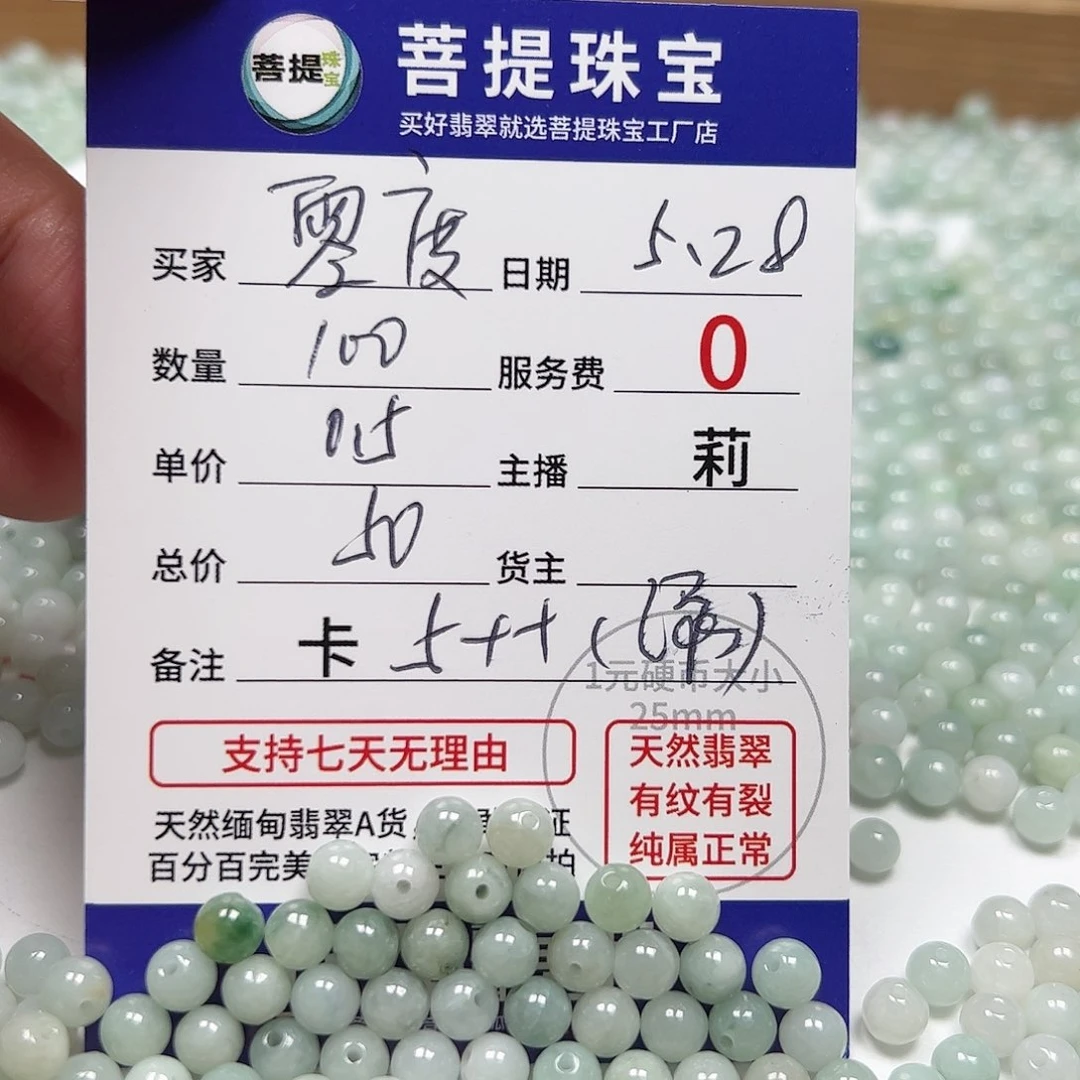 菩提珠宝
菩提珠宝
买好翡翠就选菩提珠宝工厂店
买家 零度 日期 5.28
数量 100 服务费 0
单价 0.5 主播 莉
总价 50 货主
备注 卡 5++
1元硬币大小
25mm
支持七天无理由
天然翡翠
有纹有裂
纯属正常
天然缅甸翡翠A货
百分百完美